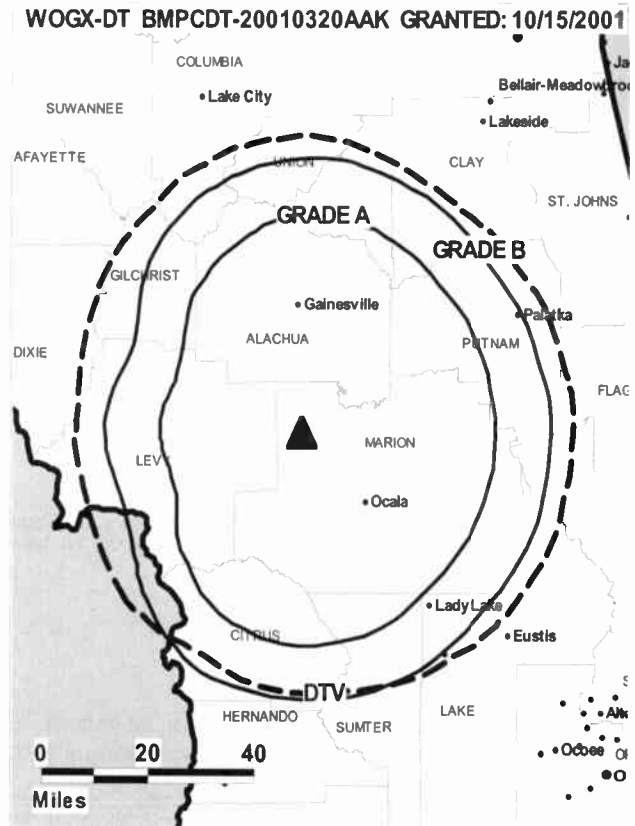 WOGX-DT BMPCDT-20010320AAK GRANTED: 10/15/2001
COLUMBIA
Lake City
SUWANNEE
Bellair-Meadowbroo
Lakeside
AFAYETTE
UNION
CLAY
ST. JOHNS
GRADE A
GRADE B
GILCHRIST
Gainesville
Palatka
ALACHUA
PUTNAM
DIXIE
FLAG
MARION
LEVY
Ocala
Lady Lake
CITRUS
Eustis
DTV
HERNANDO
SUMTER
LAKE
Ocoee
0 20 40
Miles